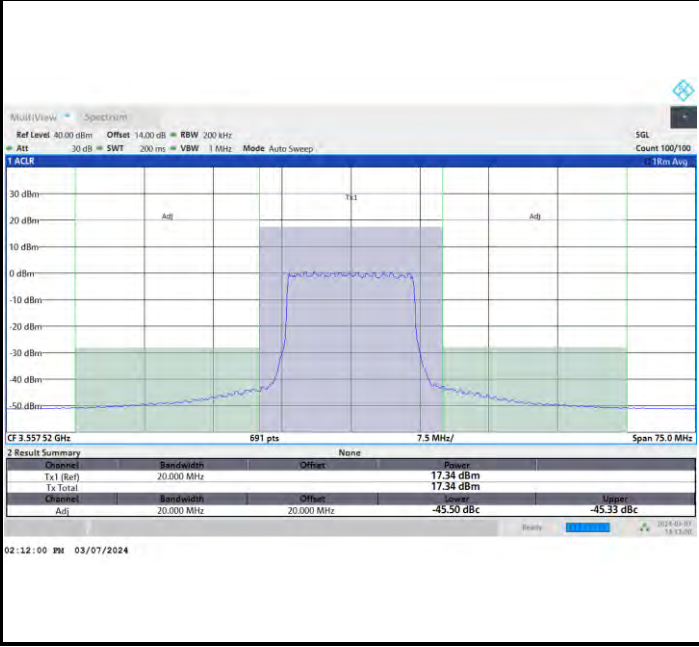 MultiView Spectrum
Ref Level 40.00 dBm Offset 14.00 dB RBW 200 kHz SGL
Att 30 dB SWT 200 ms VBW 1 MHz Mode Auto Sweep Count 100/100
1 ACLR 1Rm Avg
30 dBm
Tx1
20 dBm Adj Adj
10 dBm
0 dBm
-10 dBm
-20 dBm
-30 dBm
-40 dBm
-50 dBm
CF 3.55752 GHz 691 pts 7.5 MHz/ Span 75.0 MHz
2 Result Summary None
Channel Bandwidth Offset Power
Tx1 (Ref) 20.000 MHz 17.34 dBm
Tx Total 17.34 dBm
Channel Bandwidth Offset Lower Upper
Adj 20.000 MHz 20.000 MHz -45.50 dBc -45.33 dBc
Ready
02:12:00 PM 03/07/2024